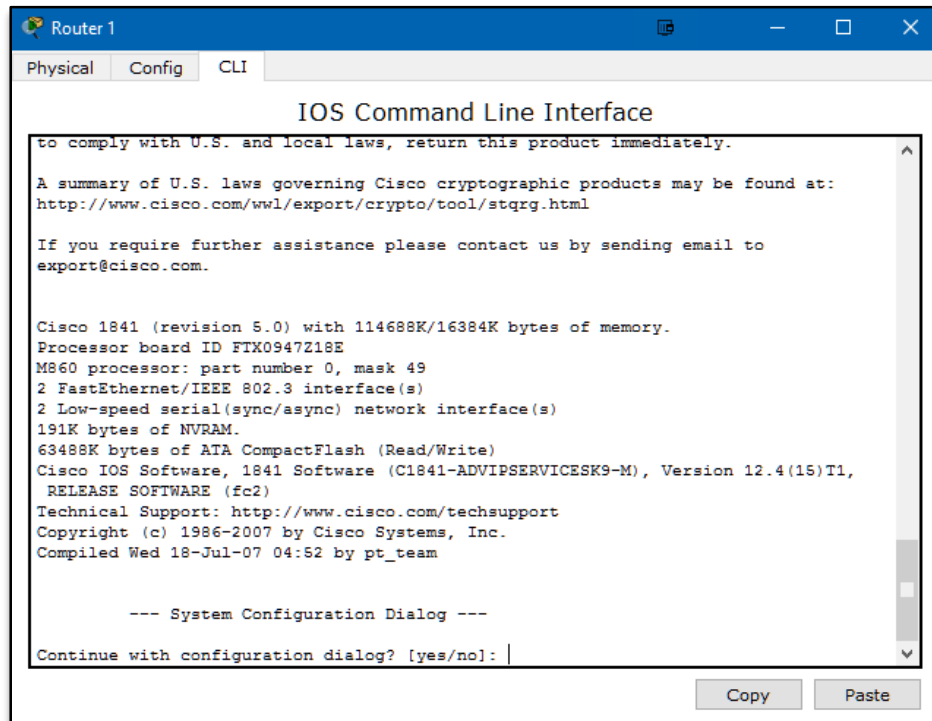 Router 1
Physical Config CLI
IOS Command Line Interface
to comply with U.S. and local laws, return this product immediately.
A summary of U.S. laws governing Cisco cryptographic products may be found at:
http://www.cisco.com/wwl/export/crypto/tool/stqrg.html
If you require further assistance please contact us by sending email to
export@cisco.com.
Cisco 1841 (revision 5.0) with 114688K/16384K bytes of memory.
Processor board ID FTX0947Z18E
M860 processor: part number 0, mask 49
2 FastEthernet/IEEE 802.3 interface(s)
2 Low-speed serial(sync/async) network interface(s)
191K bytes of NVRAM.
63488K bytes of ATA CompactFlash (Read/Write)
Cisco IOS Software, 1841 Software (C1841-ADVIPSERVICESK9-M), Version 12.4(15)T1,
RELEASE SOFTWARE (fc2)
Technical Support: http://www.cisco.com/techsupport
Copyright (c) 1986-2007 by Cisco Systems, Inc.
Compiled Wed 18-Jul-07 04:52 by pt_team
--- System Configuration Dialog ---
Continue with configuration dialog? [yes/no]:
Copy Paste